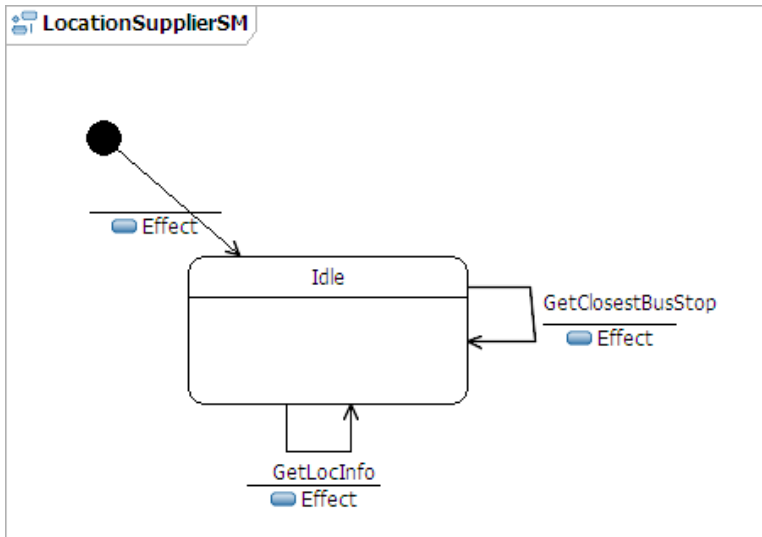 LocationSupplierSM
Effect
Idle
GetClosestBusStop
Effect
GetLocInfo
Effect